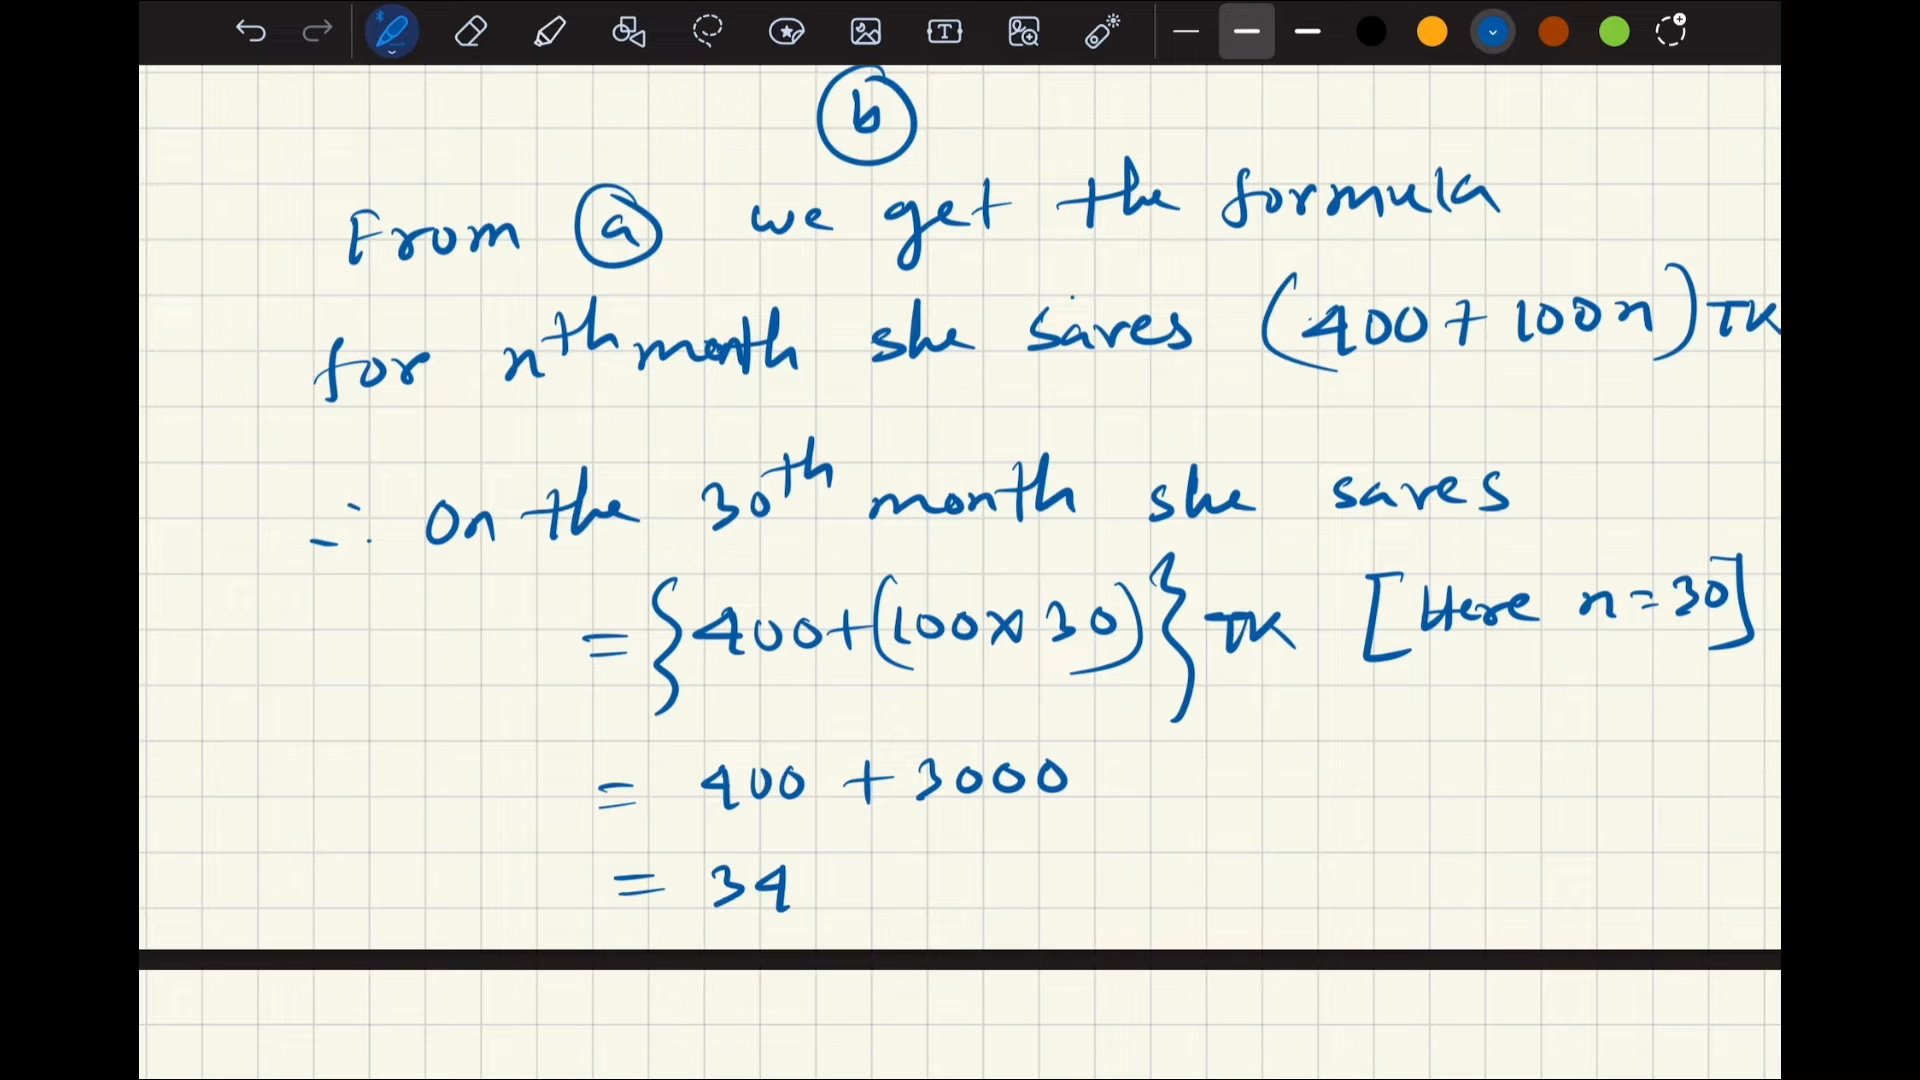 b
From a we get the formula
for nth month she saves (400+100n)TK
∴ On the 30th month she saves
= {400+(100×30)} TK [Here n=30]
= 400 + 3000
= 34